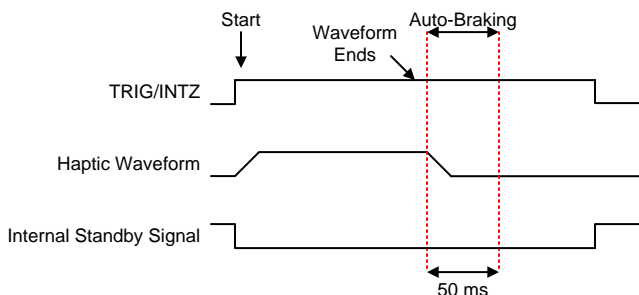 Start
Auto-Braking
Waveform
Ends
TRIG/INTZ
Haptic Waveform
Internal Standby Signal
50 ms